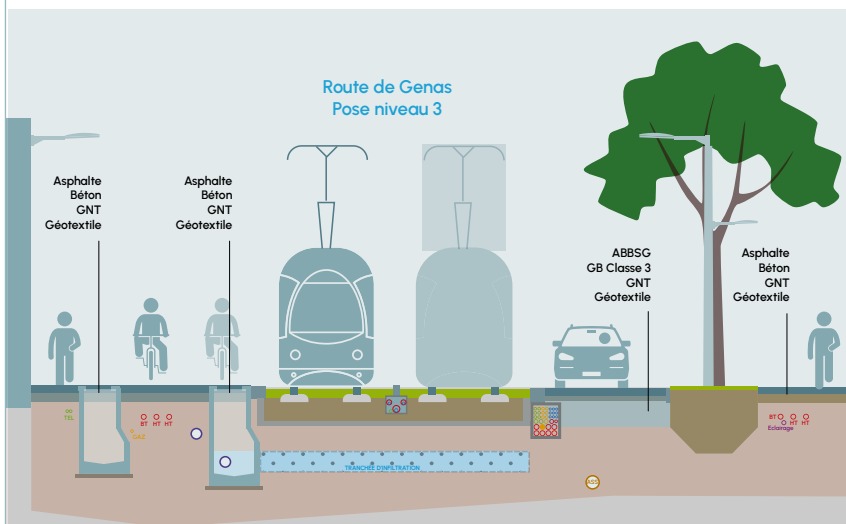 Route de Genas
Pose niveau 3
Asphalte
Béton
GNT
Géotextile
Asphalte
Béton
GNT
Géotextile
ABBSG
GB Classe 3
GNT
Géotextile
Asphalte
Béton
GNT
Géotextile
TEL
BT HT HT
GAZ
BT
HT HT
Eclairage
TRANCHÉE D'INFILTRATION
ASS